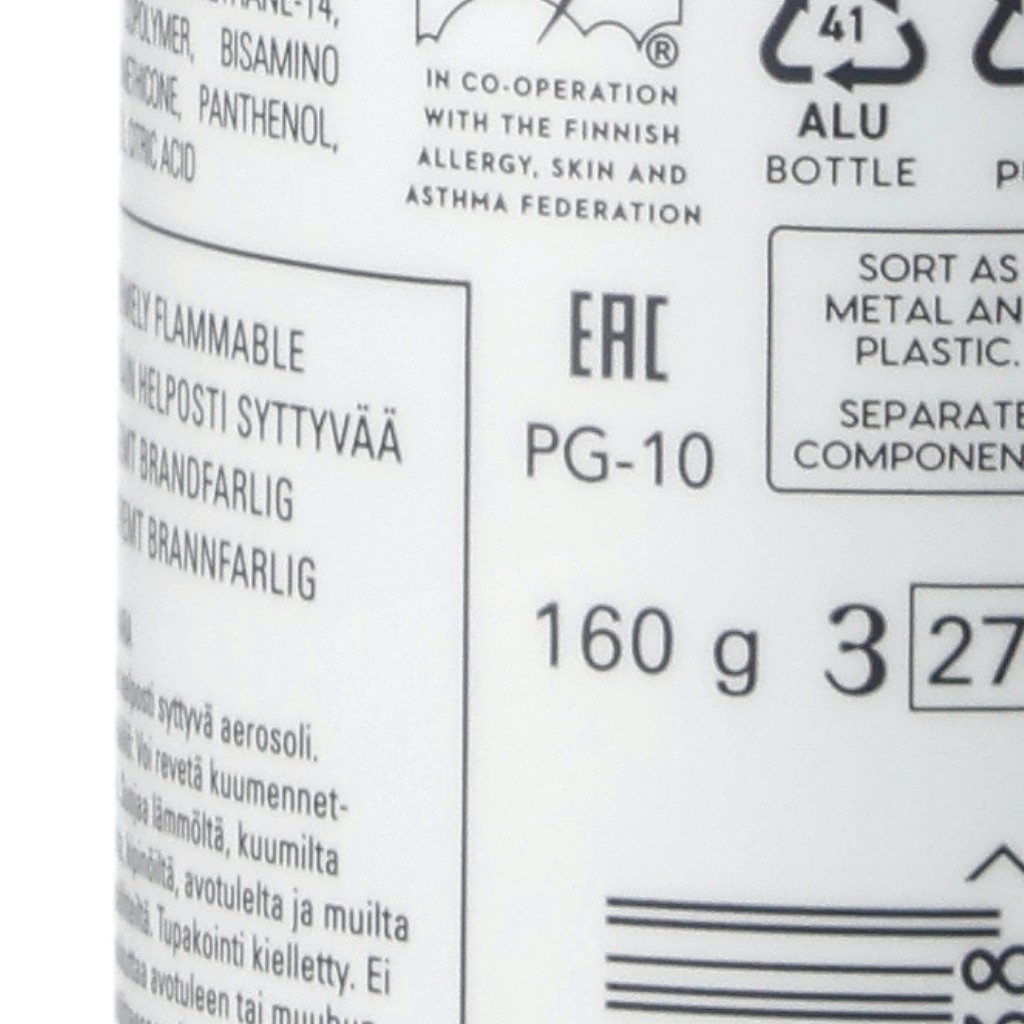 BISAMINO
PANTHENOL,
CITRIC ACID
®
IN CO-OPERATION
WITH THE FINNISH
ALLERGY, SKIN AND
ASTHMA FEDERATION
41
ALU
BOTTLE
SORT AS
METAL AN
PLASTIC.
SEPARATE
COMPONEN
EAC
PG-10
160 g 3 27
FLAMMABLE
HELPOSTI SYTTYVÄÄ
BRANDFARLIG
BRANNFARLIG
syttyvä aerosoli.
Voi revetä kuumennet-
lämmöltä, kuumilta
avotulelta ja muilta
Tupakointi kielletty. Ei
avotuleen tai
8